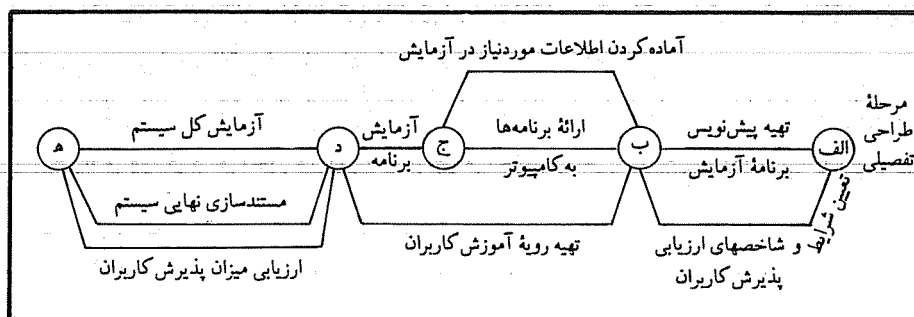 مرحلهٔ
طراحی
تفصیلی
الف
تهیه پیش‌نویس
برنامهٔ آزمایش
تعیین شرایط
و شاخصهای ارزیابی
پذیرش کاربران
ب
آماده کردن اطلاعات موردنیاز در آزمایش
ارائهٔ برنامه‌ها
به کامپیوتر
ج
آزمایش
برنامه
تهیه رویهٔ آموزش کاربران
د
آزمایش کل سیستم
مستندسازی نهایی سیستم
ارزیابی میزان پذیرش کاربران
ه